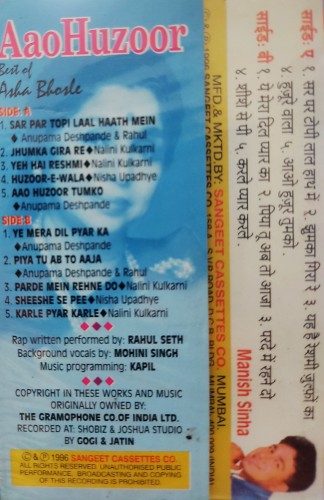 AaoHuzoor
Best of
Asha Bhosle
SIDE: A
1. SAR PAR TOPI LAAL HAATH MEIN
◆ Anupama Deshpande & Rahul
2. JHUMKA GIRA RE◆Nalini Kulkarni
3. YEH HAI RESHMI◆Nalini Kulkarni
4. HUZOOR-E-WALA◆Nisha Upadhye
5. AAO HUZOOR TUMKO
◆Anupama Deshpande
SIDE:B
1. YE MERA DIL PYAR KA
◆Anupama Deshpande
2. PIYA TU AB TO AAJA
◆Anupama Deshpande & Rahul
3. PARDE MEIN REHNE DO◆Nalini Kulkarni
4. SHEESHE SE PEE◆Nisha Upadhye
5. KARLE PYAR KARLE◆Nalini Kulkarni
Rap written performed by: RAHUL SETH
Background vocals by: MOHINI SINGH
Music programming: KAPIL
COPYRIGHT IN THESE WORKS AND MUSIC
ORIGINALLY OWNED BY:
THE GRAMOPHONE CO.OF INDIA LTD.
RECORDED AT: SHOBIZ & JOSHUA STUDIO
BY GOGI & JATIN
© & ℗ 1996 SANGEET CASSETTES CO.
ALL RIGHTS RESERVED. UNAUTHORISED PUBLIC
PERFORMANCE, BROADCASTING AND COPYING
OF THIS RECORDING IS PROHIBITED.
MFD.& MKTD.BY: SANGEET CASSETTES CO. MUMBAI.
साईड: ए
१. सर पर टोपी लाल हाथ में २. झुमका गिरा रे ३. यह है रेशमी जुल्फों का
४. हुजूरे वाला ५. आओ हुजूर तुमको.
साईड: बी
१. ये मेरा दिल प्यार का २. पिया तू अब तो आजा ३. परदे में रहने दो
४. शीशे से पी ५. करले प्यार करले
Manish Sinha